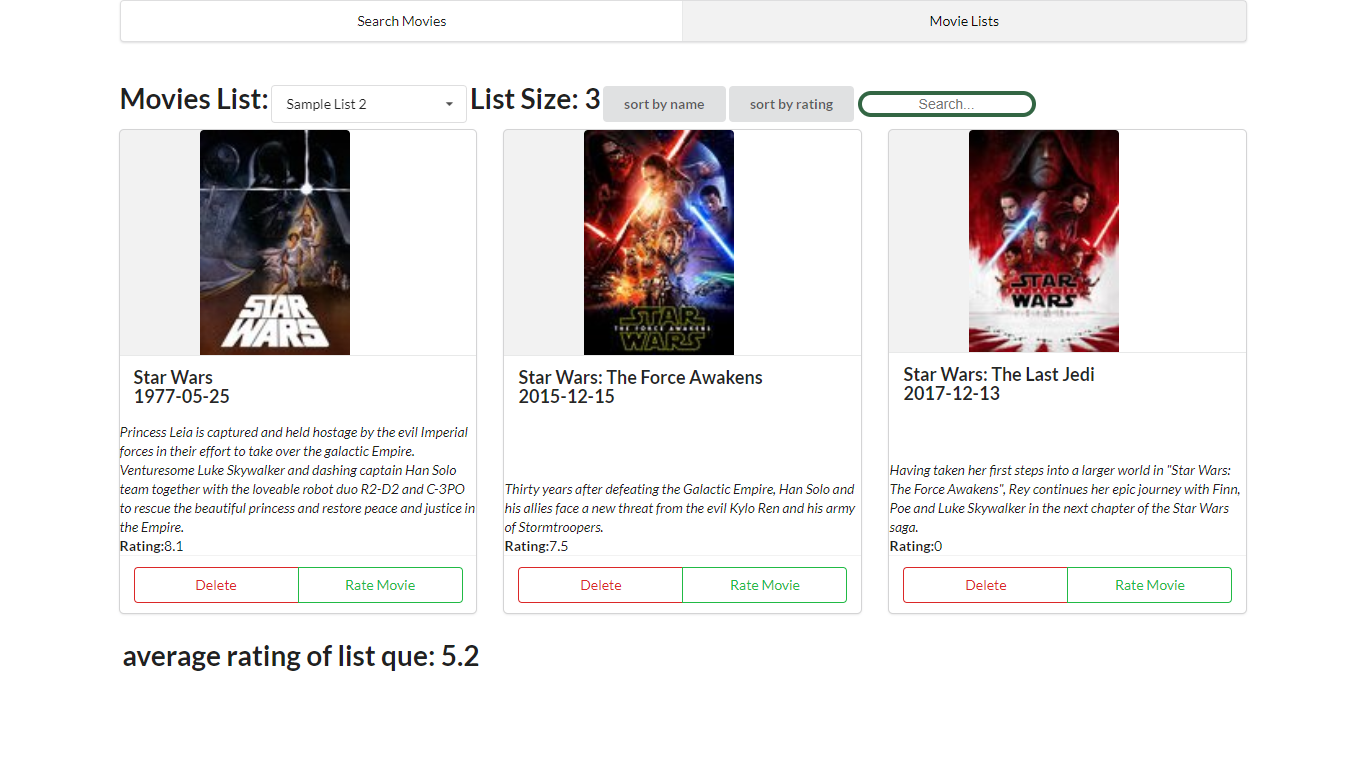 Search Movies
Movie Lists
Movies List: Sample List 2 List Size: 3 sort by name sort by rating Search...
STAR
WARS
STAR
THE FORCE AWAKENS
WARS
STAR
WARS
Star Wars
1977-05-25
Princess Leia is captured and held hostage by the evil Imperial
forces in their effort to take over the galactic Empire.
Venturesome Luke Skywalker and dashing captain Han Solo
team together with the loveable robot duo R2-D2 and C-3PO
to rescue the beautiful princess and restore peace and justice in
the Empire.
Rating:8.1
Delete
Rate Movie
Star Wars: The Force Awakens
2015-12-15
Thirty years after defeating the Galactic Empire, Han Solo and
his allies face a new threat from the evil Kylo Ren and his army
of Stormtroopers.
Rating:7.5
Delete
Rate Movie
Star Wars: The Last Jedi
2017-12-13
Having taken her first steps into a larger world in "Star Wars:
The Force Awakens", Rey continues her epic journey with Finn,
Poe and Luke Skywalker in the next chapter of the Star Wars
saga.
Rating:0
Delete
Rate Movie
average rating of list que: 5.2